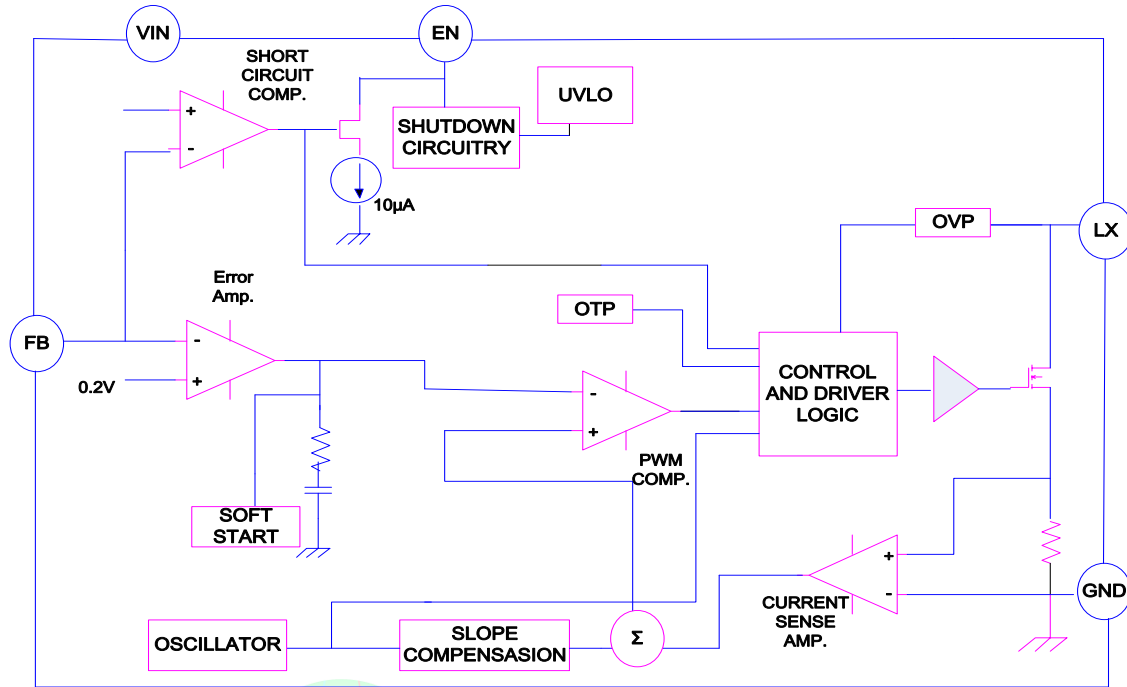 VIN
EN
SHORT
CIRCUIT
COMP.
UVLO
+
-
SHUTDOWN
CIRCUITRY
10µA
OVP
LX
Error
Amp.
OTP
FB
-
+
0.2V
CONTROL
AND DRIVER
LOGIC
-
+
PWM
COMP.
SOFT
START
+
-
CURRENT
SENSE
AMP.
GND
OSCILLATOR
SLOPE
COMPENSASION
Σ